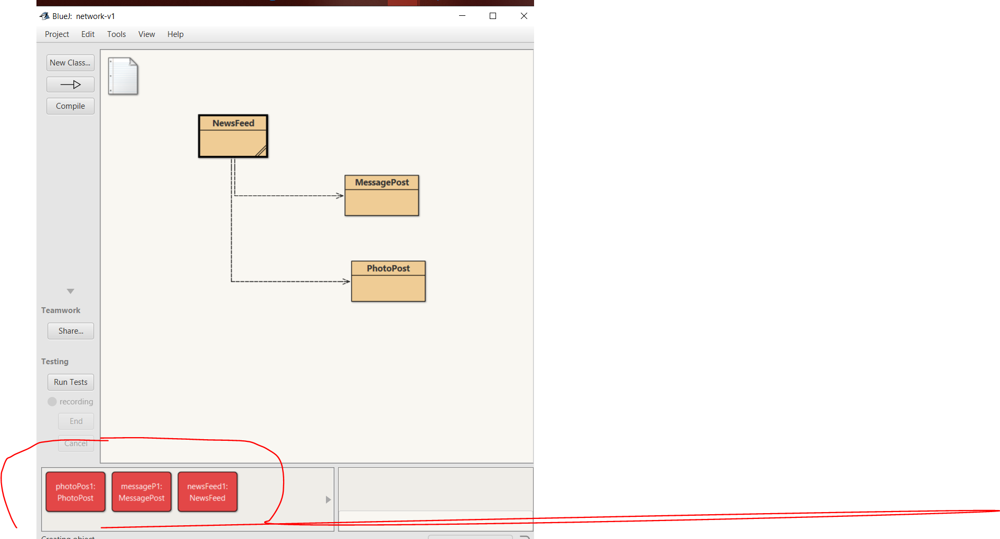 BlueJ: network-v1
Project Edit Tools View Help
New Class...
Compile
NewsFeed
MessagePost
PhotoPost
Teamwork
Share...
Testing
Run Tests
recording
End
Cancel
photoPos1:
PhotoPost
messageP1:
MessagePost
newsFeed1:
NewsFeed
Creating object